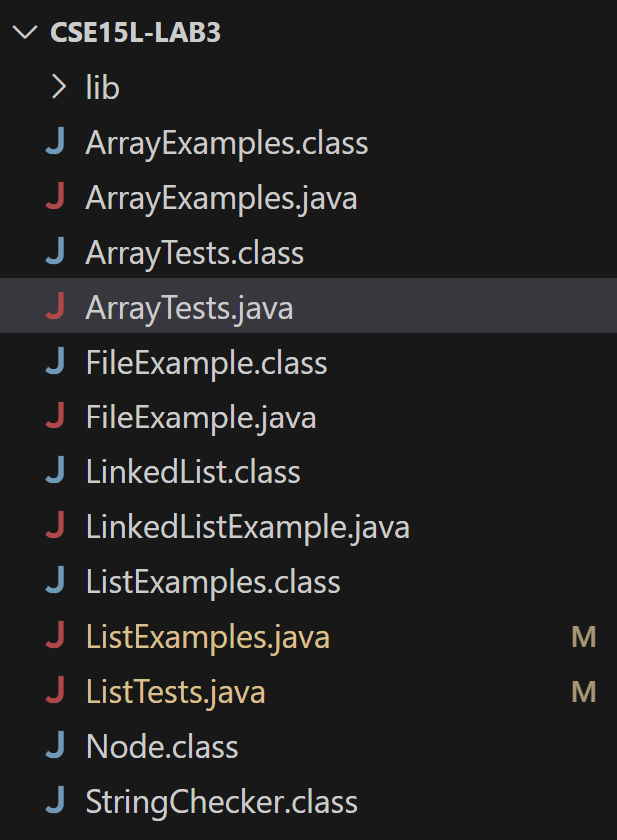 CSE15L-LAB3
lib
J ArrayExamples.class
J ArrayExamples.java
J ArrayTests.class
J ArrayTests.java
J FileExample.class
J FileExample.java
J LinkedList.class
J LinkedListExample.java
J ListExamples.class
J ListExamples.java M
J ListTests.java M
J Node.class
J StringChecker.class